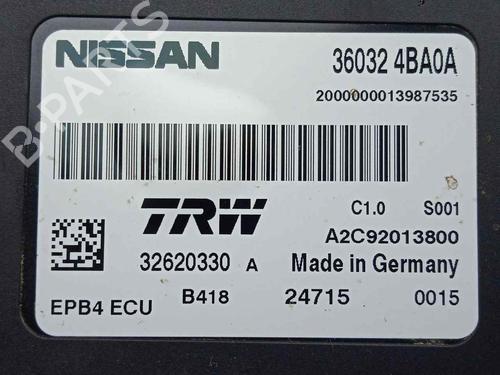 NISSAN 36032 4BA0A
2000000013987535
TRW C1.0 S001
A2C92013800
32620330 A Made in Germany
EPB4 ECU B418 24715 0015
B-PARTS